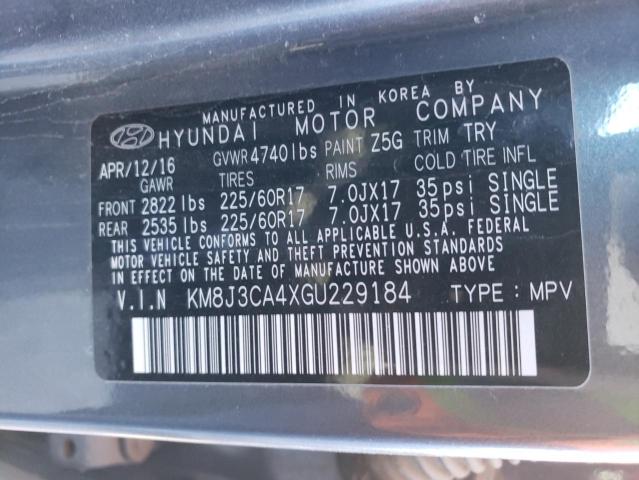 MANUFACTURED IN KOREA BY
HYUNDAI MOTOR COMPANY
APR/12/16 GVWR 4740lbs PAINT Z5G TRIM TRY
GAWR TIRES RIMS COLD TIRE INFL
FRONT 2822 lbs 225/60R17 7.0JX17 35psi SINGLE
REAR 2535 lbs 225/60R17 7.0JX17 35psi SINGLE
THIS VEHICLE CONFORMS TO ALL APPLICABLE U.S.A. FEDERAL
MOTOR VEHICLE SAFETY AND THEFT PREVENTION STANDARDS
IN EFFECT ON THE DATE OF MANUFACTURE SHOWN ABOVE.
V.I.N KM8J3CA4XGU229184 TYPE : MPV